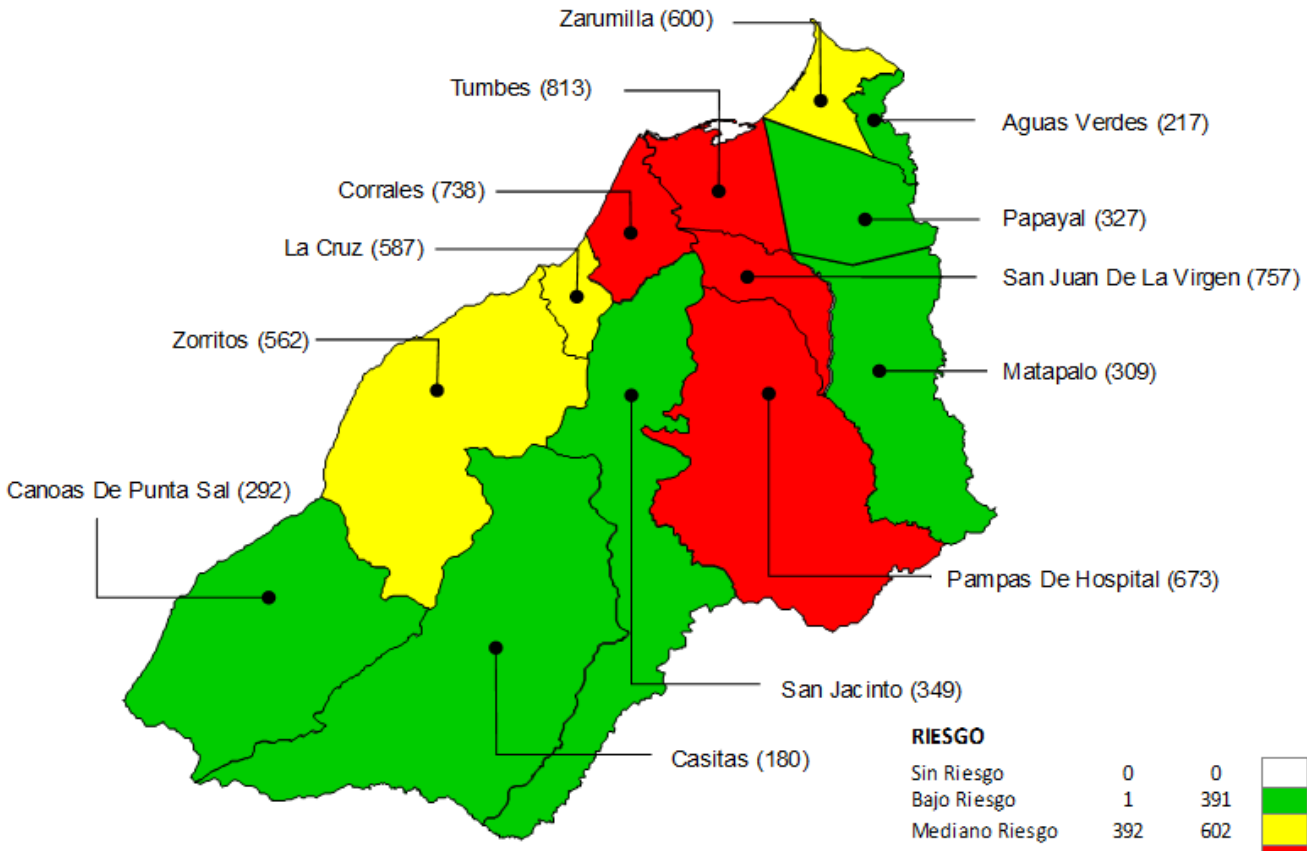 Zarumilla (600)
Tumbes (813)
Aguas Verdes (217)
Corrales (738)
Papayal (327)
La Cruz (587)
San Juan De La Virgen (757)
Zorritos (562)
Matapalo (309)
Canoas De Punta Sal (292)
Pampas De Hospital (673)
San Jacinto (349)
Casitas (180)
RIESGO
Sin Riesgo 0 0
Bajo Riesgo 1 391
Mediano Riesgo 392 602